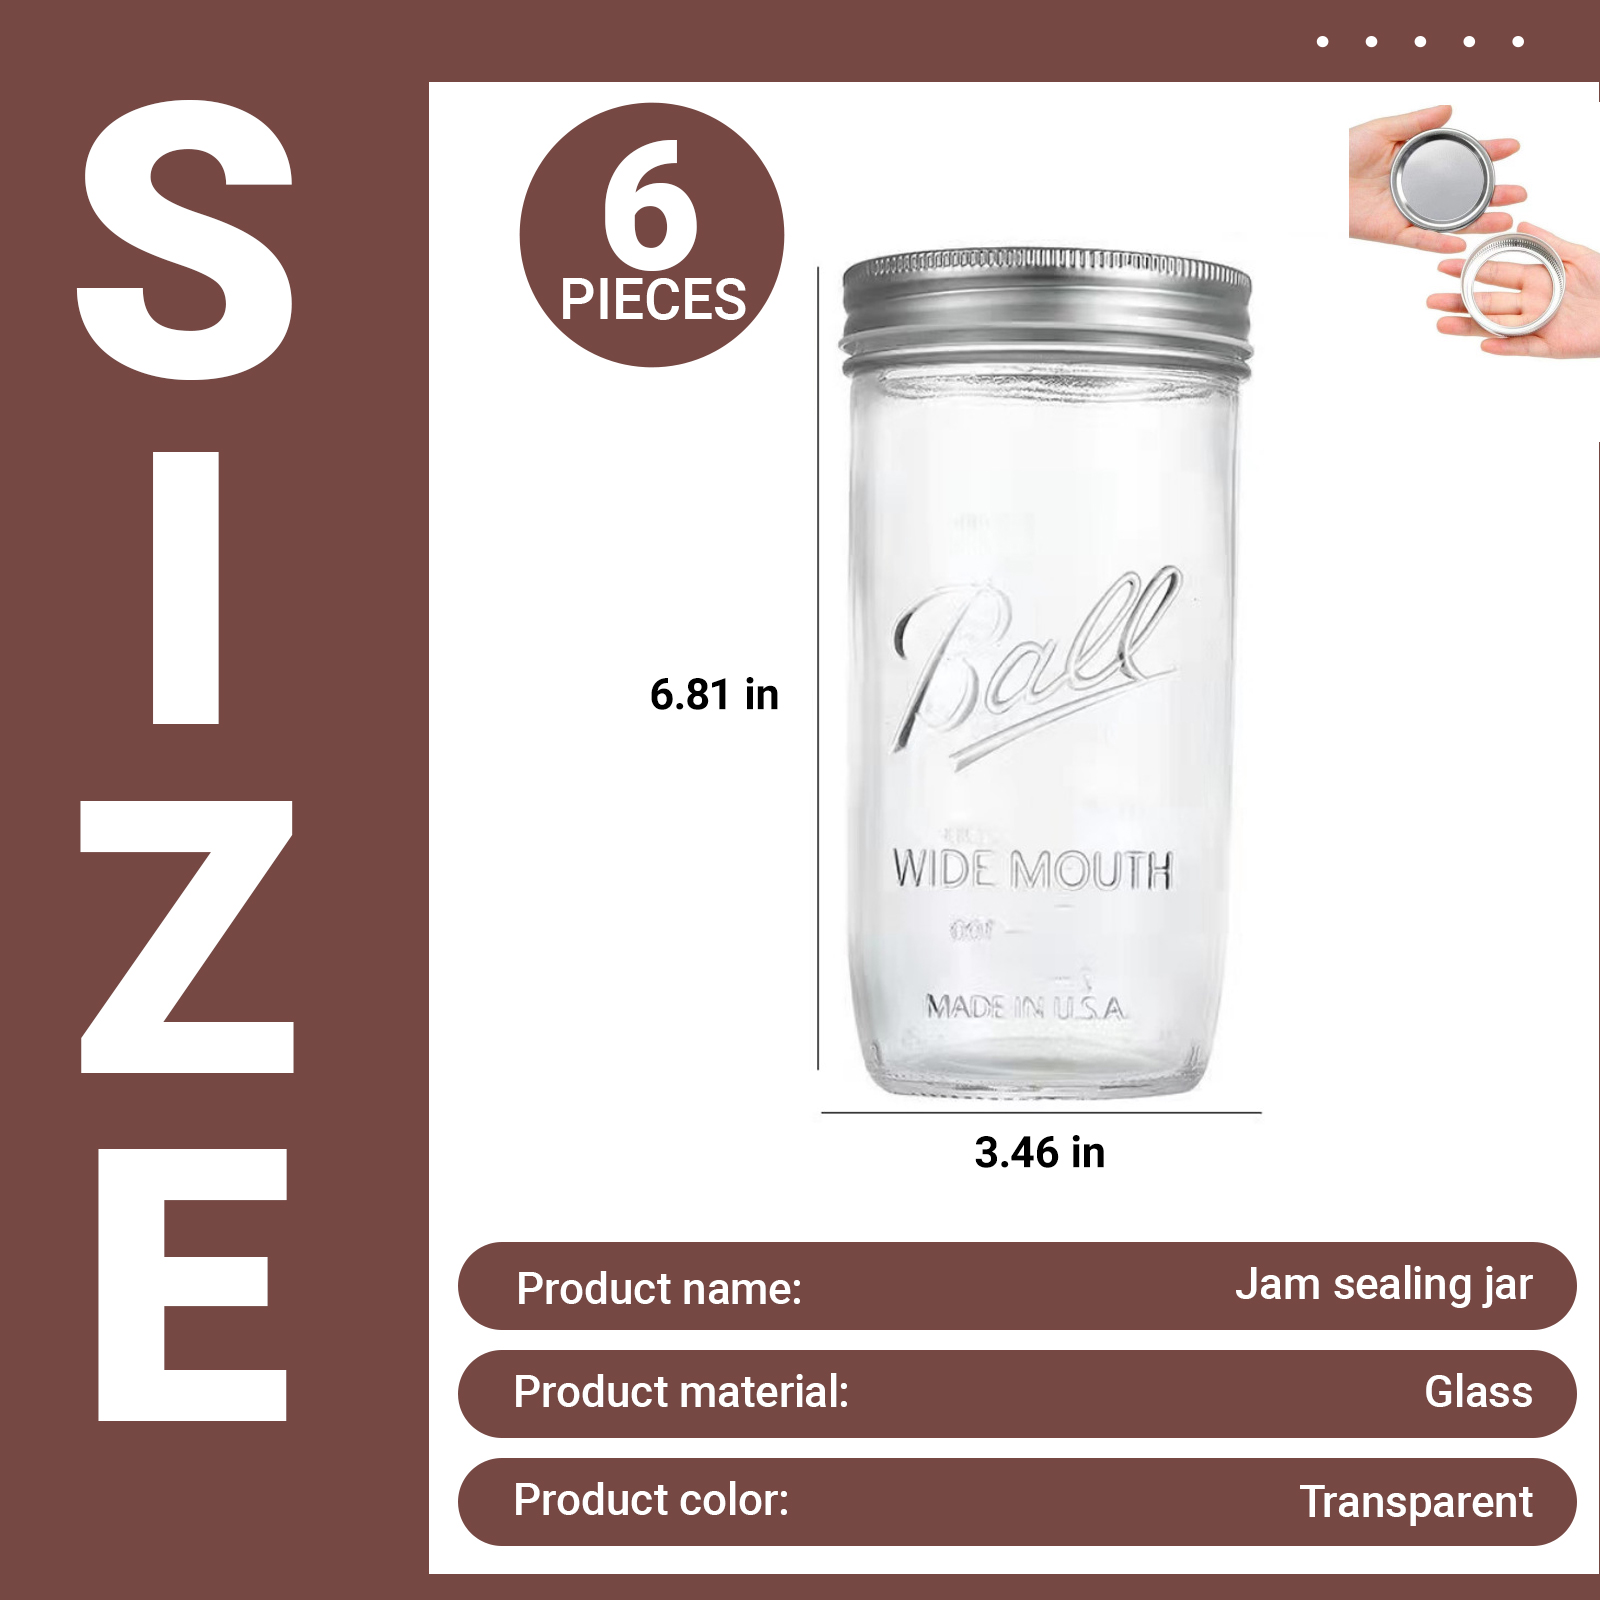 SIZE
6
PIECES
6.81 in
Ball
WIDE MOUTH
MADE IN U.S.A.
3.46 in
Product name: Jam sealing jar
Product material: Glass
Product color: Transparent